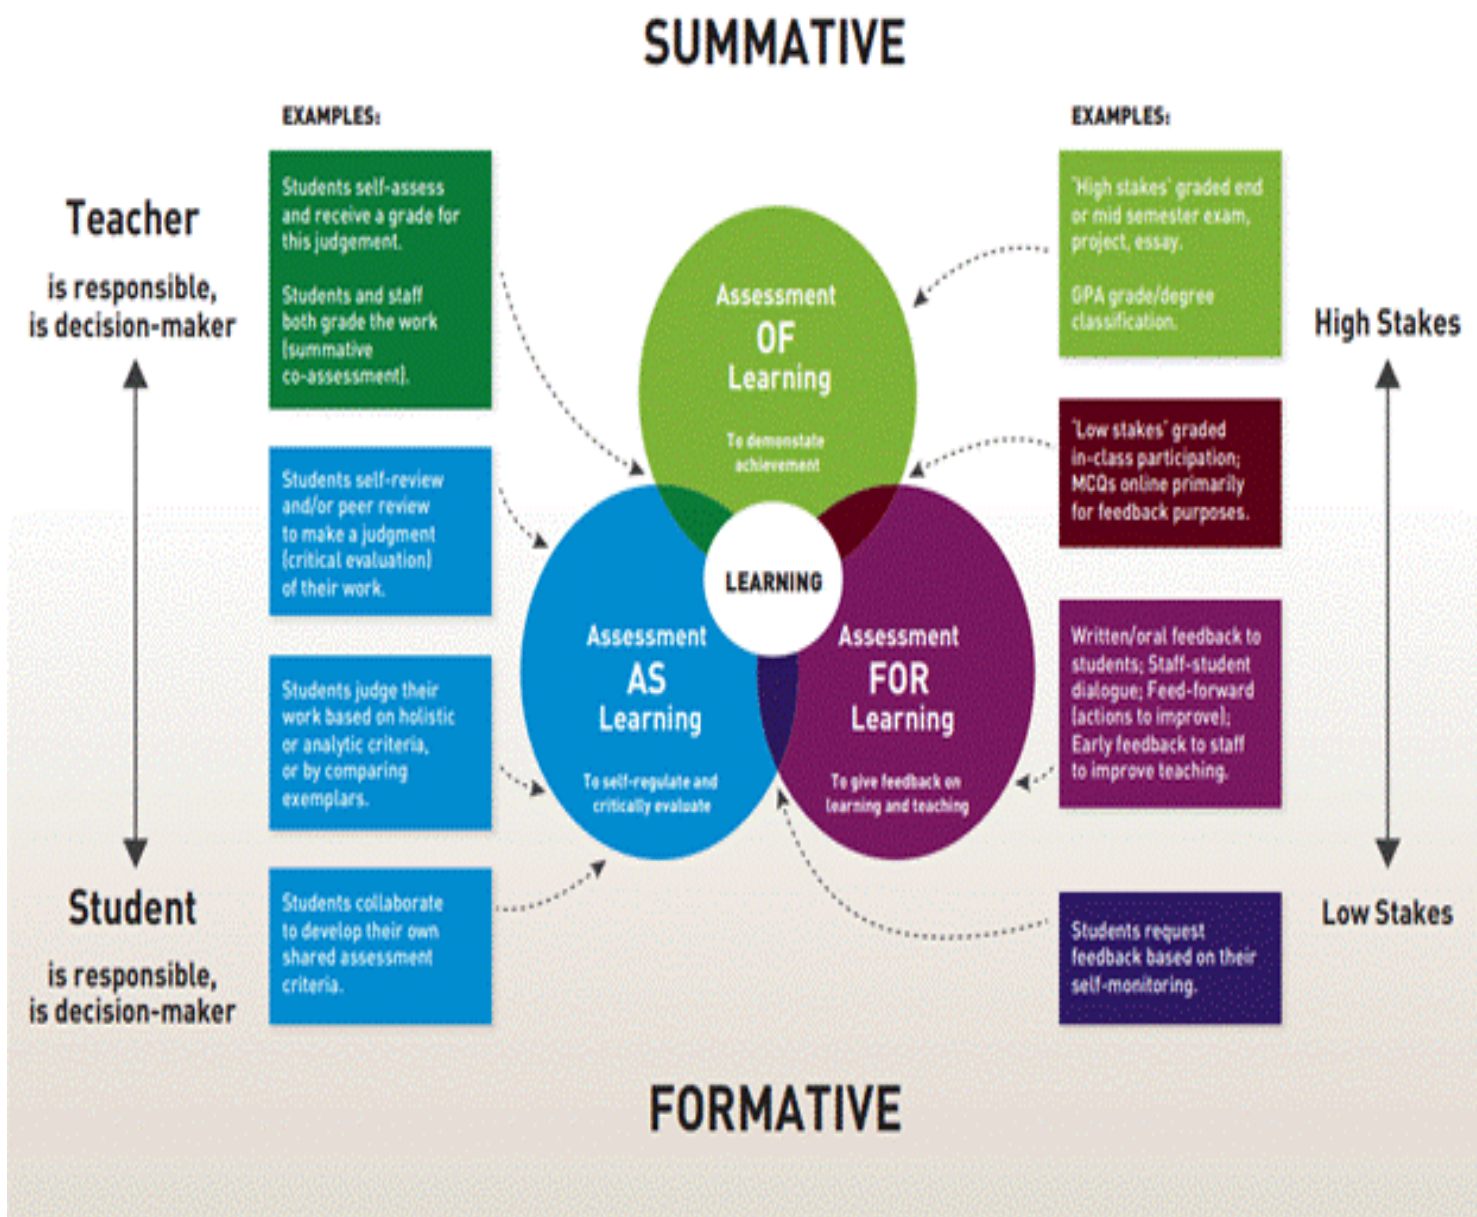 SUMMATIVE
EXAMPLES:
Students self-assess
and receive a grade for
this judgement.
Students and staff
both grade the work
(summative
co-assessment).
Students self-review
and/or peer review
to make a judgment
(critical evaluation)
of their work.
Students judge their
work based on holistic
or analytic criteria,
or by comparing
exemplars.
Students collaborate
to develop their own
shared assessment
criteria.
Teacher
is responsible,
is decision-maker
Student
is responsible,
is decision-maker
Assessment
OF
Learning
To demonstate
achievement
LEARNING
Assessment
AS
Learning
To self-regulate and
critically evaluate
Assessment
FOR
Learning
To give feedback on
learning and teaching
EXAMPLES:
'High stakes' graded end
or mid semester exam,
project, essay.
GPA grade/degree
classification.
'Low stakes' graded
in-class participation;
MCQs online primarily
for feedback purposes.
Written/oral feedback to
students; Staff-student
dialogue; Feed-forward
(actions to improve);
Early feedback to staff
to improve teaching.
Students request
feedback based on their
self-monitoring.
High Stakes
Low Stakes
FORMATIVE